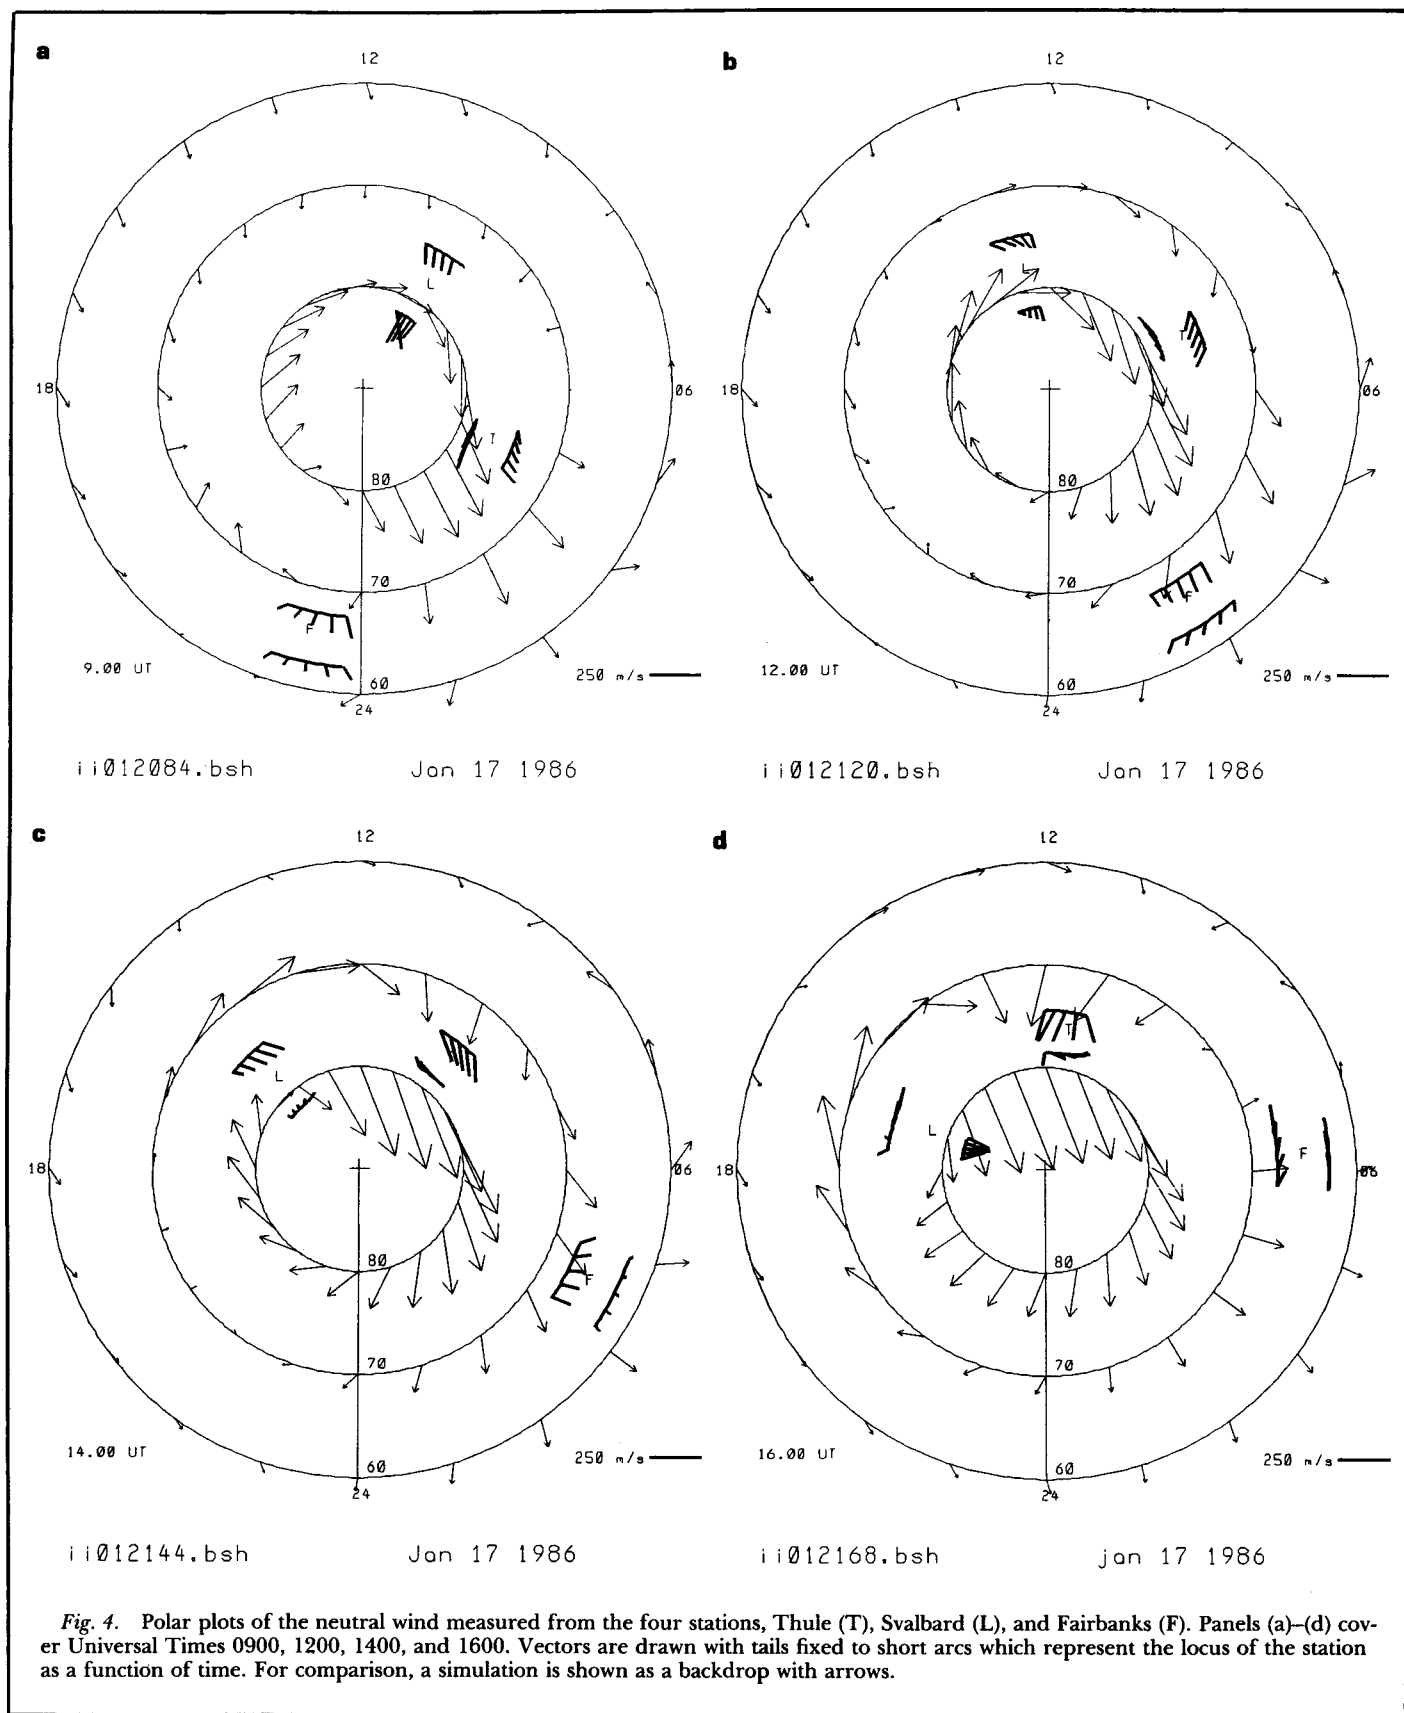 a
12
18
06
L
T
F
80
70
60
24
9.00 UT
250 m/s
ii012084.bsh Jan 17 1986
b
12
18
06
L
T
F
80
70
60
24
12.00 UT
250 m/s
ii012120.bsh Jan 17 1986
c
12
18
06
L
F
80
70
60
24
14.00 UT
250 m/s
ii012144.bsh Jan 17 1986
d
12
18
06
T
L
F
80
70
60
24
16.00 UT
250 m/s
ii012168.bsh jan 17 1986
Fig. 4. Polar plots of the neutral wind measured from the four stations, Thule (T), Svalbard (L), and Fairbanks (F). Panels (a)–(d) cov-
er Universal Times 0900, 1200, 1400, and 1600. Vectors are drawn with tails fixed to short arcs which represent the locus of the station
as a function of time. For comparison, a simulation is shown as a backdrop with arrows.